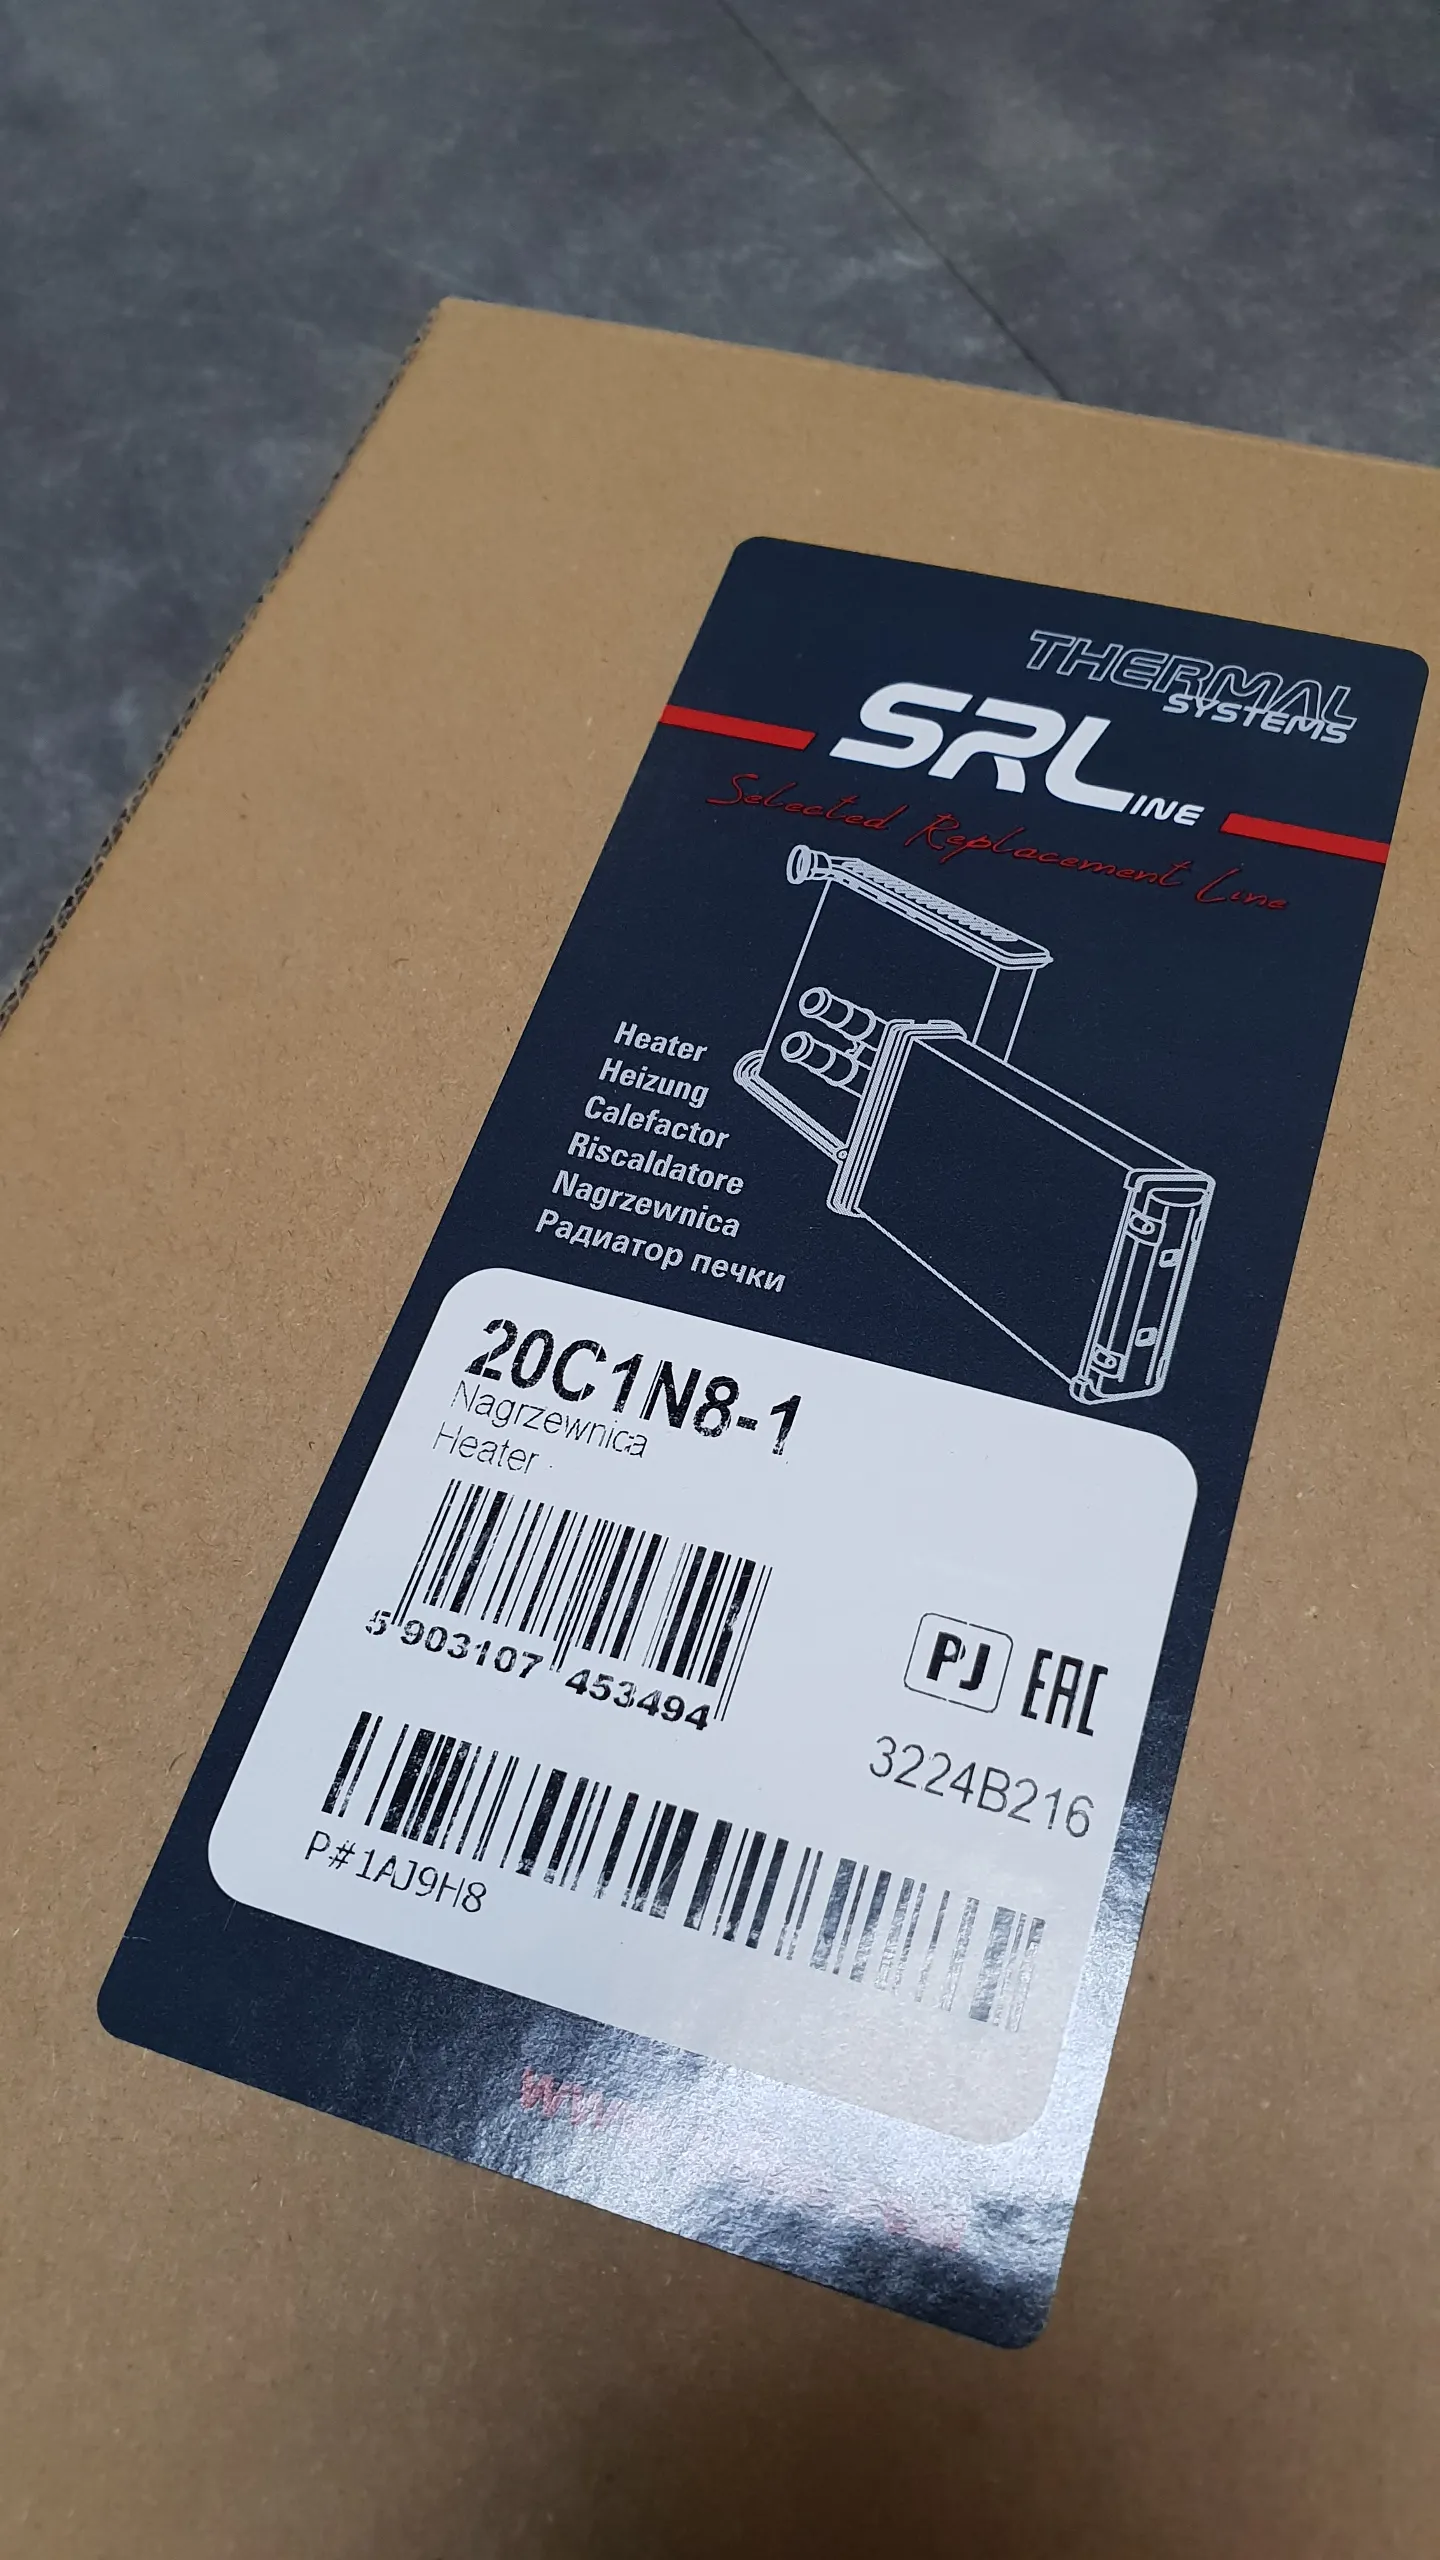 THERMAL
SYSTEMS
SRLINE
Selected Replacement Line
Heater
Heizung
Calefactor
Riscaldatore
Nagrzewnica
Радиатор печки
20C1N8-1
Nagrzewnica
Heater
5 903107 453494
PJ EAC
3224B216
P#1AJ9H8